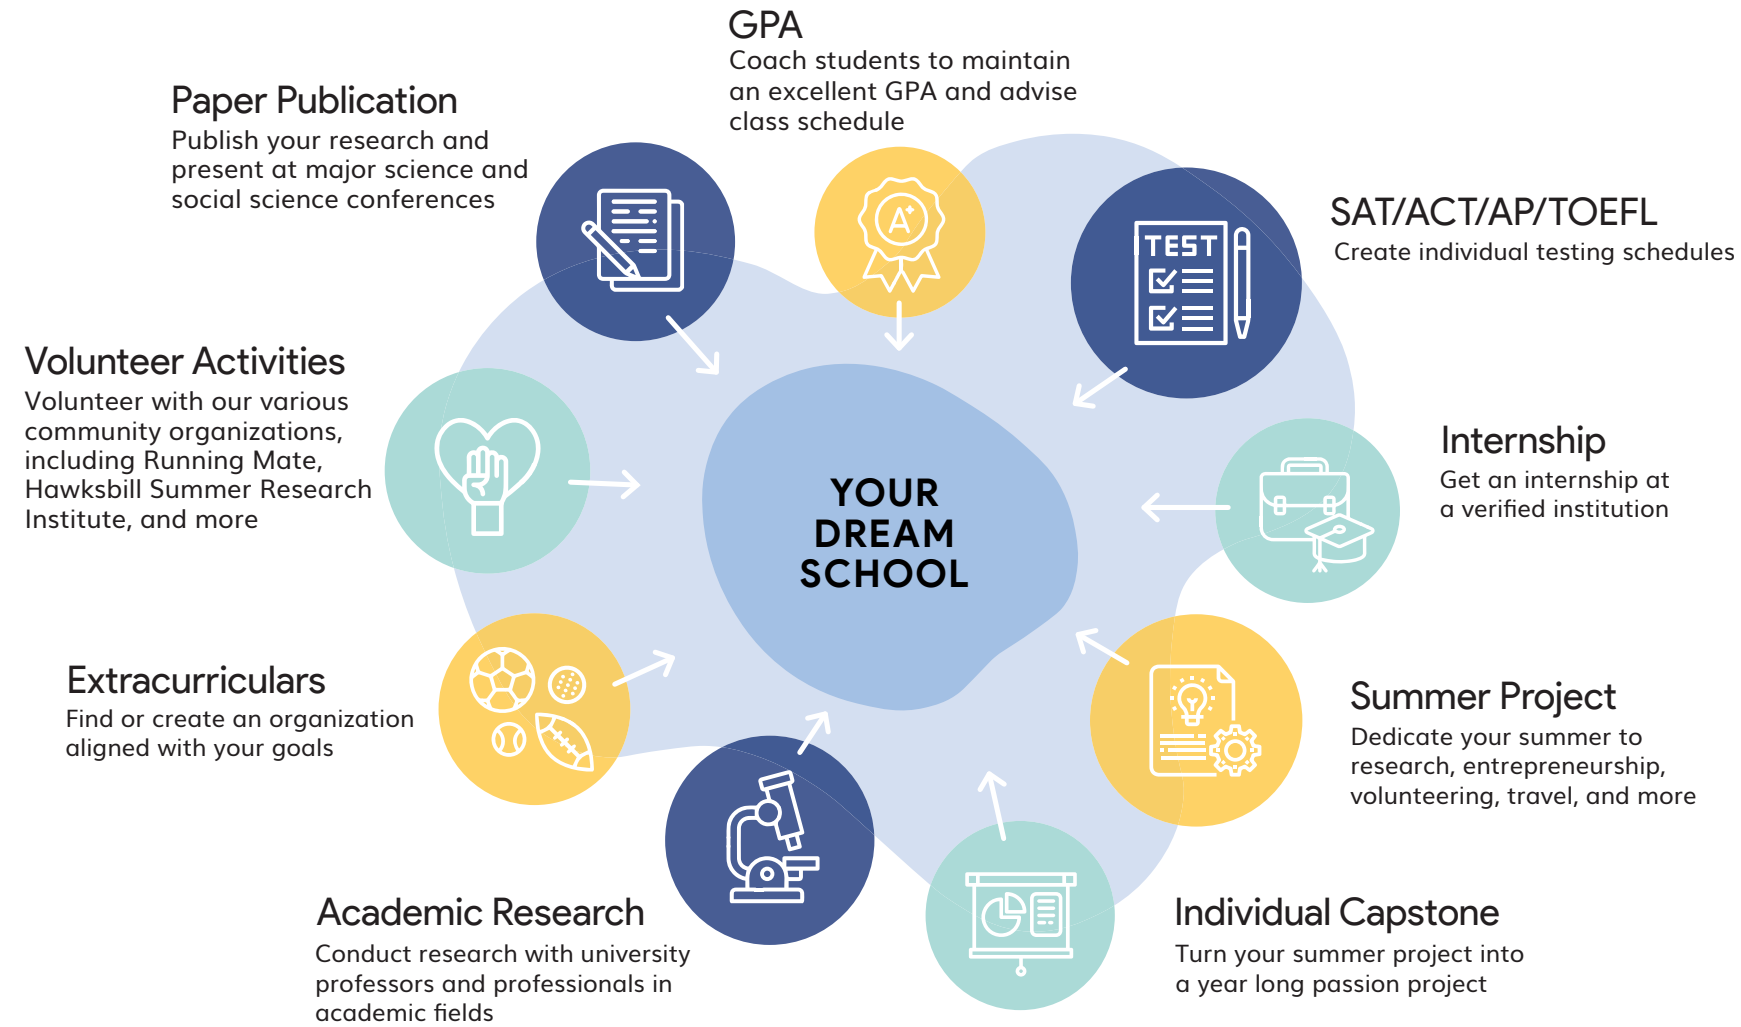 GPA
Coach students to maintain
an excellent GPA and advise
class schedule
Paper Publication
Publish your research and
present at major science and
social science conferences
SAT/ACT/AP/TOEFL
Create individual testing schedules
A+
TEST
Volunteer Activities
Volunteer with our various
community organizations,
including Running Mate,
Hawksbill Summer Research
Institute, and more
Internship
Get an internship at
a verified institution
YOUR
DREAM
SCHOOL
Extracurriculars
Find or create an organization
aligned with your goals
Summer Project
Dedicate your summer to
research, entrepreneurship,
volunteering, travel, and more
Academic Research
Conduct research with university
professors and professionals in
academic fields
Individual Capstone
Turn your summer project into
a year long passion project